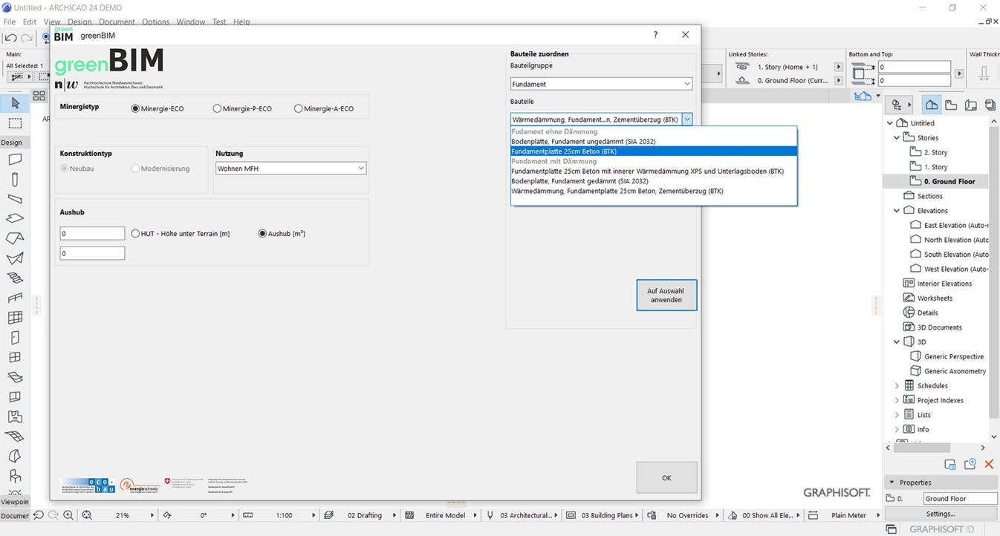 Untitled - ARCHICAD 24 DEMO
File Edit View Design Document Options Window Test Help
green
BIM greenBIM ?
greenBIM
n|w Fachhochschule Nordwestschweiz
Hochschule für Architektur, Bau und Geomatik
Main:
All Selected: 1
Minergietyp
Minergie-ECO Minergie-P-ECO Minergie-A-ECO
Konstruktiontyp
Neubau Modernisierung
Nutzung
Wohnen MFH
Aushub
0 HUT - Höhe unter Terrain [m] Aushub [m³]
0
Bauteile zuordnen
Bauteilgruppe
Fundament
Bauteile
Wärmedämmung, Fundament...n, Zementüberzug (BTK)
Fudament ohne Dämmung
Bodenplatte, Fundament ungedämmt (SIA 2032)
Fundamentplatte 25cm Beton (BTK)
Fundament mit Dämmung
Fundamentplatte 25cm Beton mit innerer Wärmedämmung XPS und Unterlagsboden (BTK)
Bodenplatte, Fundament gedämmt (SIA 2032)
Wärmedämmung, Fundamentplatte 25cm Beton, Zementüberzug (BTK)
Auf Auswahl
anwenden
OK
eco-
bau
energieschweiz
Linked Stories:
1. Story (Home + 1)
0. Ground Floor (Curr...
Bottom and Top:
0
0
Wall Thickn
AR
Design
Viewpoin
Documer
Untitled
Stories
2. Story
1. Story
0. Ground Floor
Sections
Elevations
East Elevation (Auto-r
North Elevation (Autc
South Elevation (Auto
West Elevation (Auto-
Interior Elevations
Worksheets
Details
3D Documents
3D
Generic Perspective
Generic Axonometry
Schedules
Project Indexes
Lists
Info
Properties
0. Ground Floor
Settings...
GRAPHISOFT.
21% 0° 1:100 02 Drafting Entire Model 03 Architectural... 03 Building Plans No Overrides 00 Show All Ele... Plain Meter
GRAPHISOFT ID